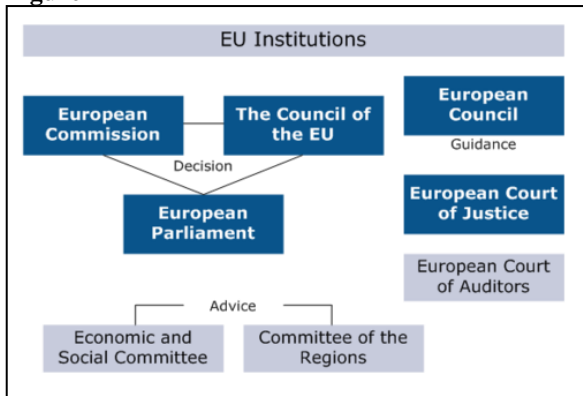 EU Institutions
European
Commission
The Council of
the EU
Decision
European
Parliament
European
Council
Guidance
European Court
of Justice
European Court
of Auditors
Advice
Economic and
Social Committee
Committee of the
Regions